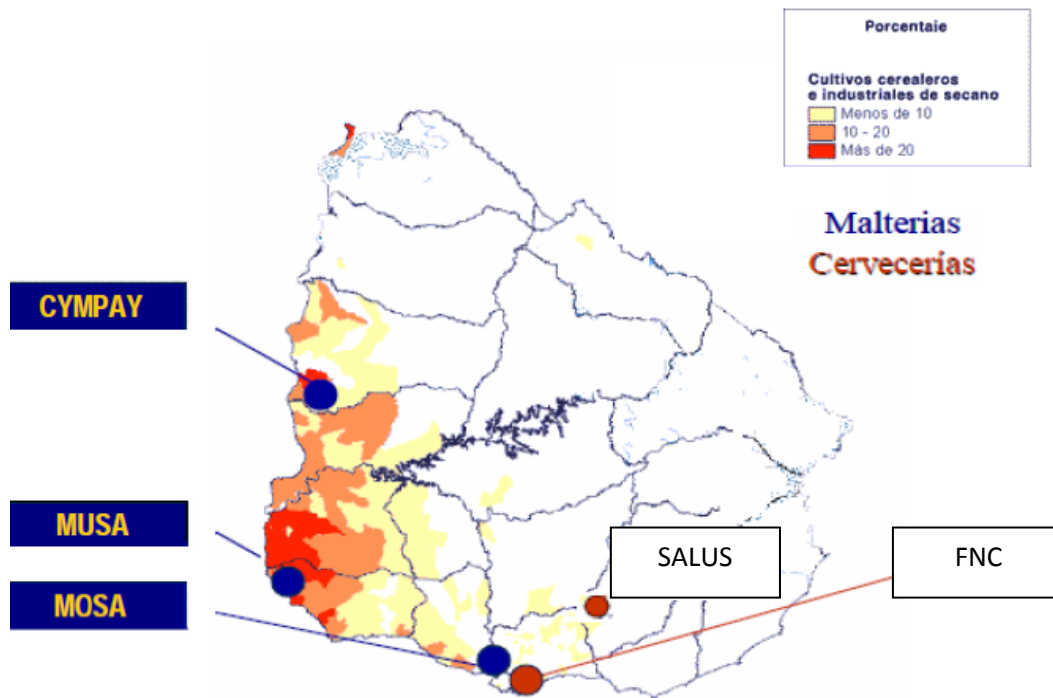 Porcentaie
Cultivos cerealeros
e industriales de secano
Menos de 10
10 - 20
Más de 20
Malterias
Cervecerías
CYMPAY
MUSA
MOSA
SALUS
FNC